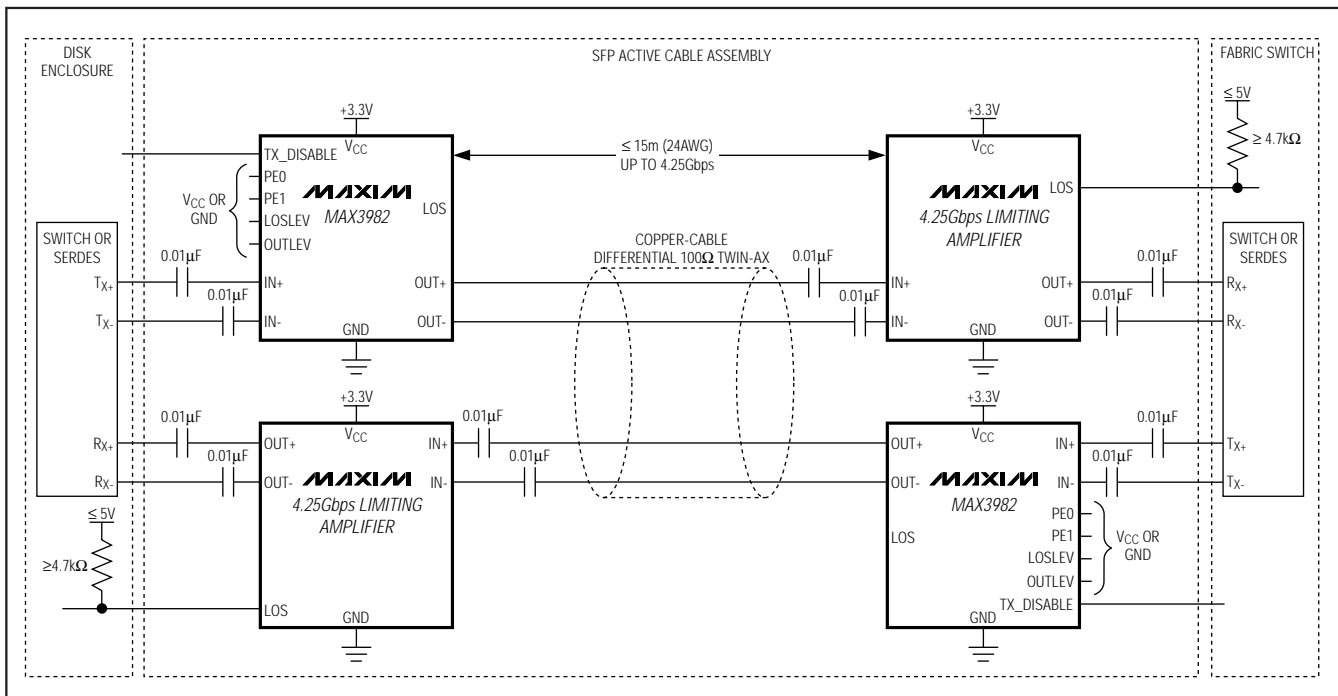 DISK
ENCLOSURE
SFP ACTIVE CABLE ASSEMBLY
FABRIC SWITCH
+3.3V
VCC
TX_DISABLE
PE0
PE1
LOSLEV
OUTLEV
VCC OR
GND
MAXIM
MAX3982
LOS
IN+
IN-
OUT+
OUT-
GND
≤ 15m (24AWG)
UP TO 4.25Gbps
COPPER-CABLE
DIFFERENTIAL 100Ω TWIN-AX
0.01µF
0.01µF
+3.3V
VCC
LOS
MAXIM
4.25Gbps LIMITING
AMPLIFIER
IN+
IN-
OUT+
OUT-
GND
≤ 5V
≥ 4.7kΩ
SWITCH OR
SERDES
TX+
TX-
RX+
RX-
0.01µF
0.01µF
0.01µF
0.01µF
SWITCH OR
SERDES
RX+
RX-
TX+
TX-
0.01µF
0.01µF
+3.3V
VCC
OUT+
OUT-
IN+
IN-
MAXIM
4.25Gbps LIMITING
AMPLIFIER
LOS
GND
0.01µF
0.01µF
≤ 5V
≥4.7kΩ
+3.3V
VCC
OUT+
OUT-
IN+
IN-
MAXIM
MAX3982
LOS
PE0
PE1
LOSLEV
OUTLEV
TX_DISABLE
VCC OR
GND
GND
0.01µF
0.01µF